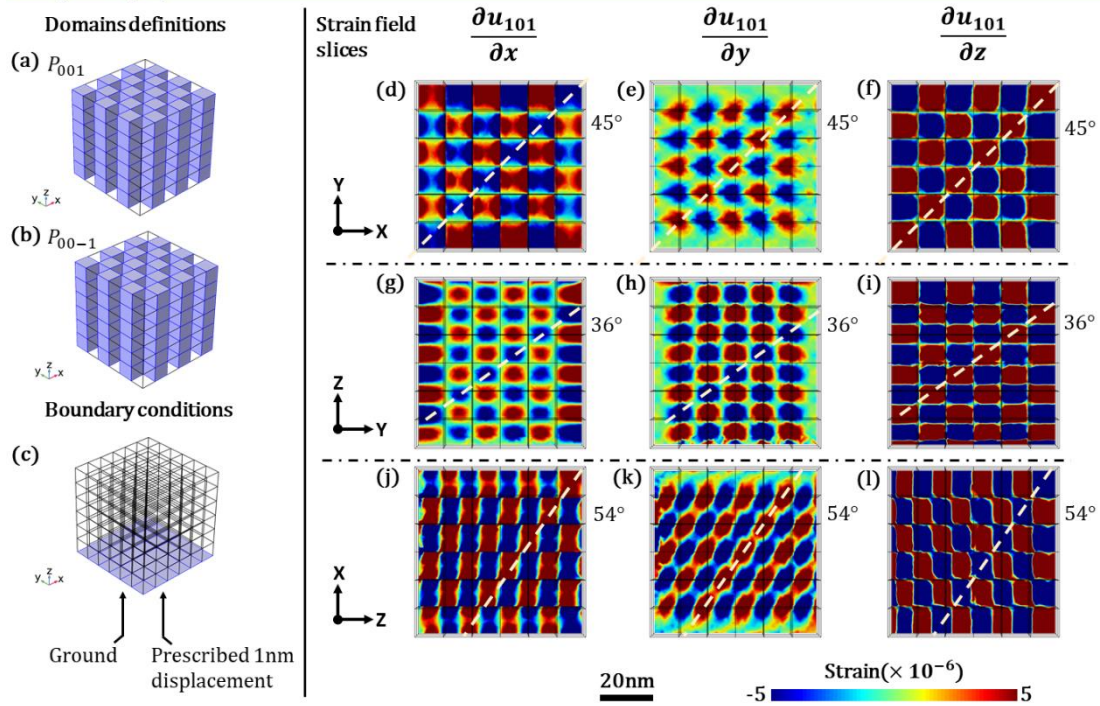 Domains definitions
(a) P001
y z x
(b) P00−1
y z x
Boundary conditions
(c)
y z x
Ground
Prescribed 1nm
displacement
Strain field
slices
∂u101
∂x
∂u101
∂y
∂u101
∂z
(d) 45°
(e) 45°
(f) 45°
Y
X
(g) 36°
(h) 36°
(i) 36°
Z
Y
(j) 54°
(k) 54°
(l) 54°
X
Z
20nm
Strain(× 10−6)
-5 5